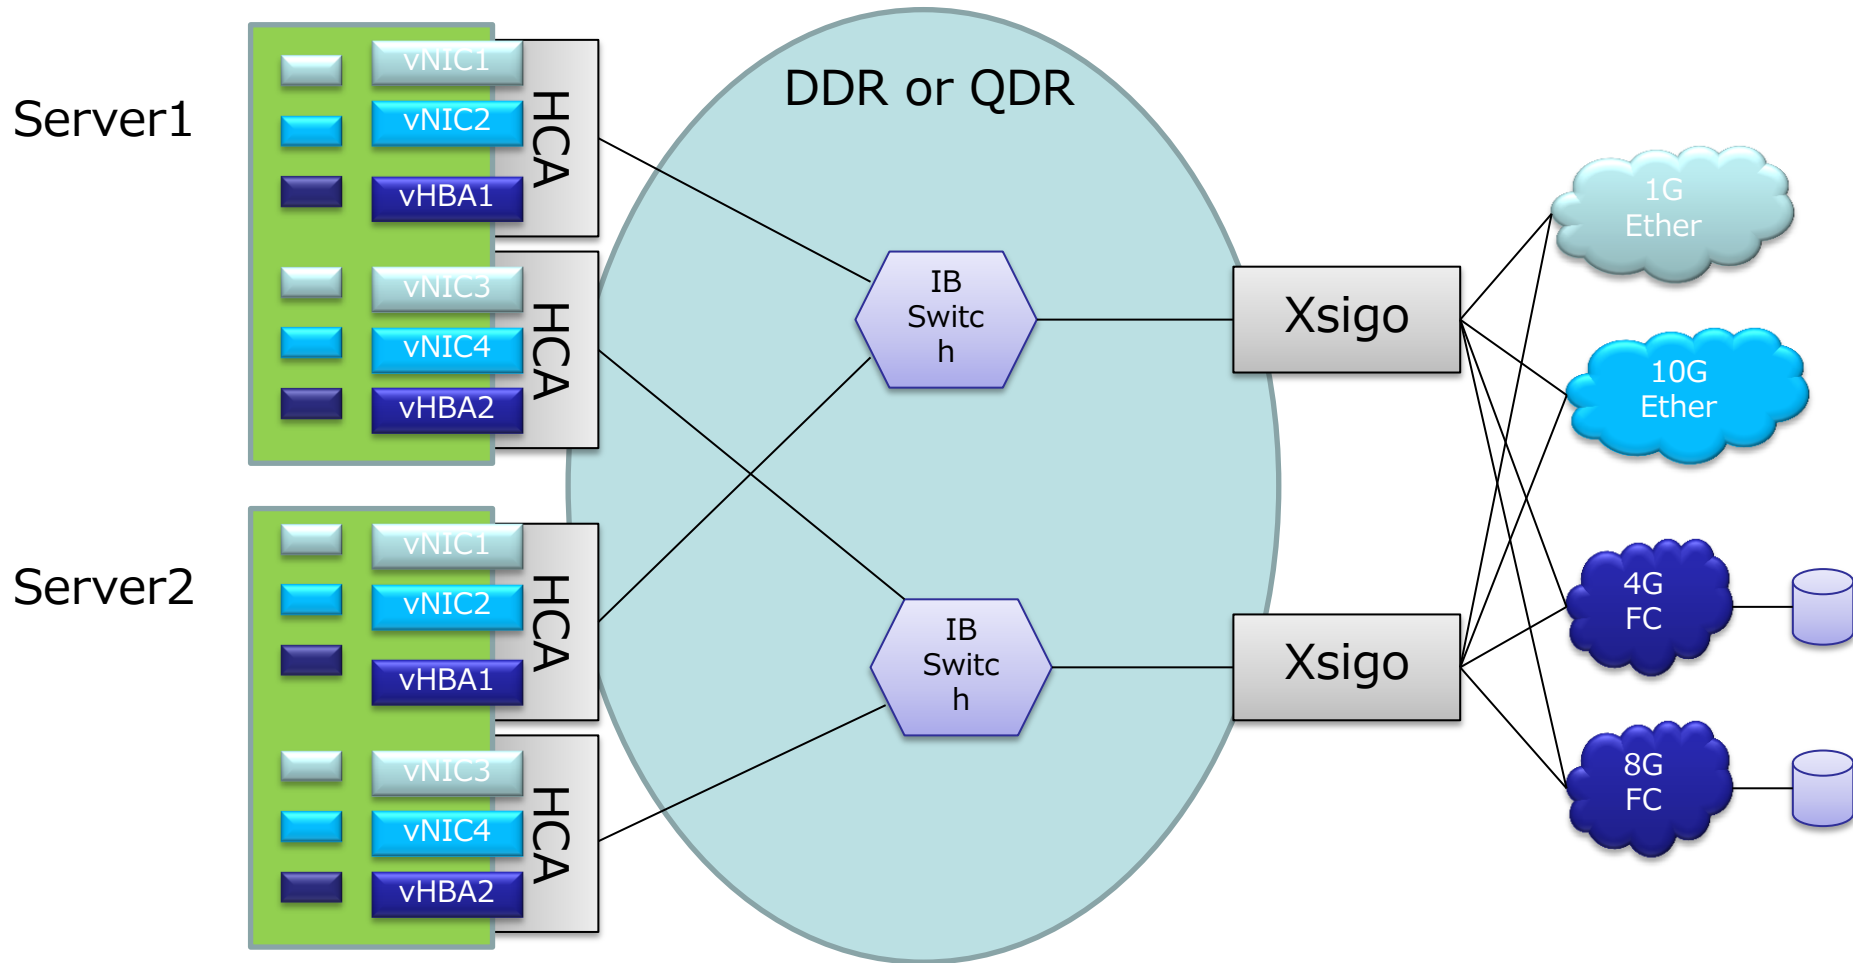 Server1
vNIC1
vNIC2
vHBA1
HCA
vNIC3
vNIC4
vHBA2
HCA
Server2
vNIC1
vNIC2
vHBA1
HCA
vNIC3
vNIC4
vHBA2
HCA
DDR or QDR
IB
Switc
h
IB
Switc
h
Xsigo
Xsigo
1G
Ether
10G
Ether
4G
FC
8G
FC